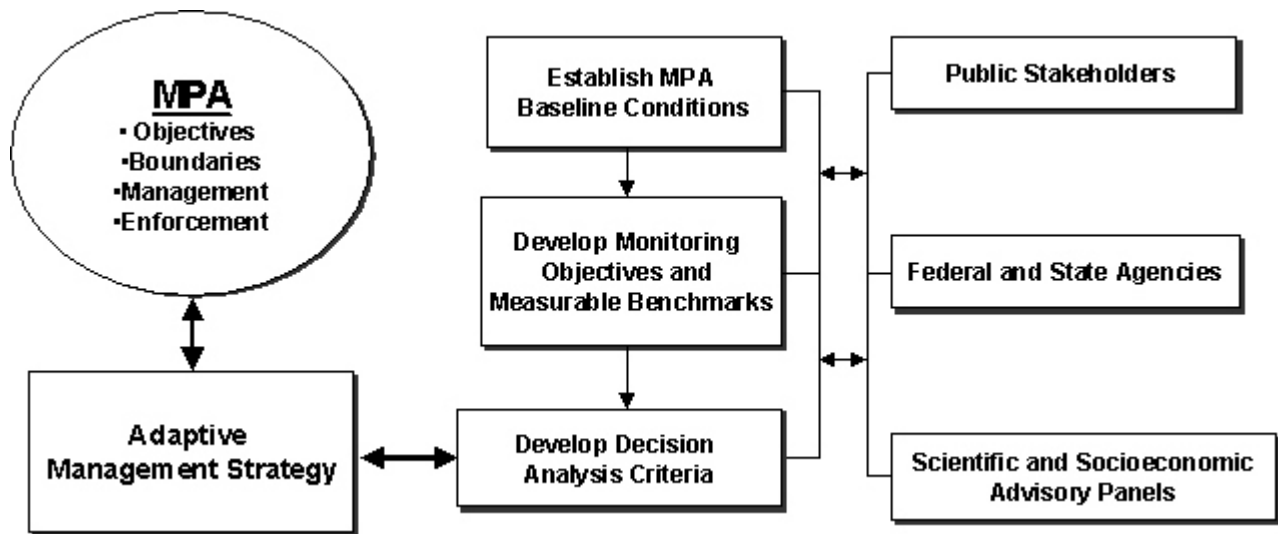 MPA
• Objectives
•Boundaries
•Management
•Enforcement
Adaptive
Management Strategy
Establish MPA
Baseline Conditions
Develop Monitoring
Objectives and
Measurable Benchmarks
Develop Decision
Analysis Criteria
Public Stakeholders
Federal and State Agencies
Scientific and Socioeconomic
Advisory Panels